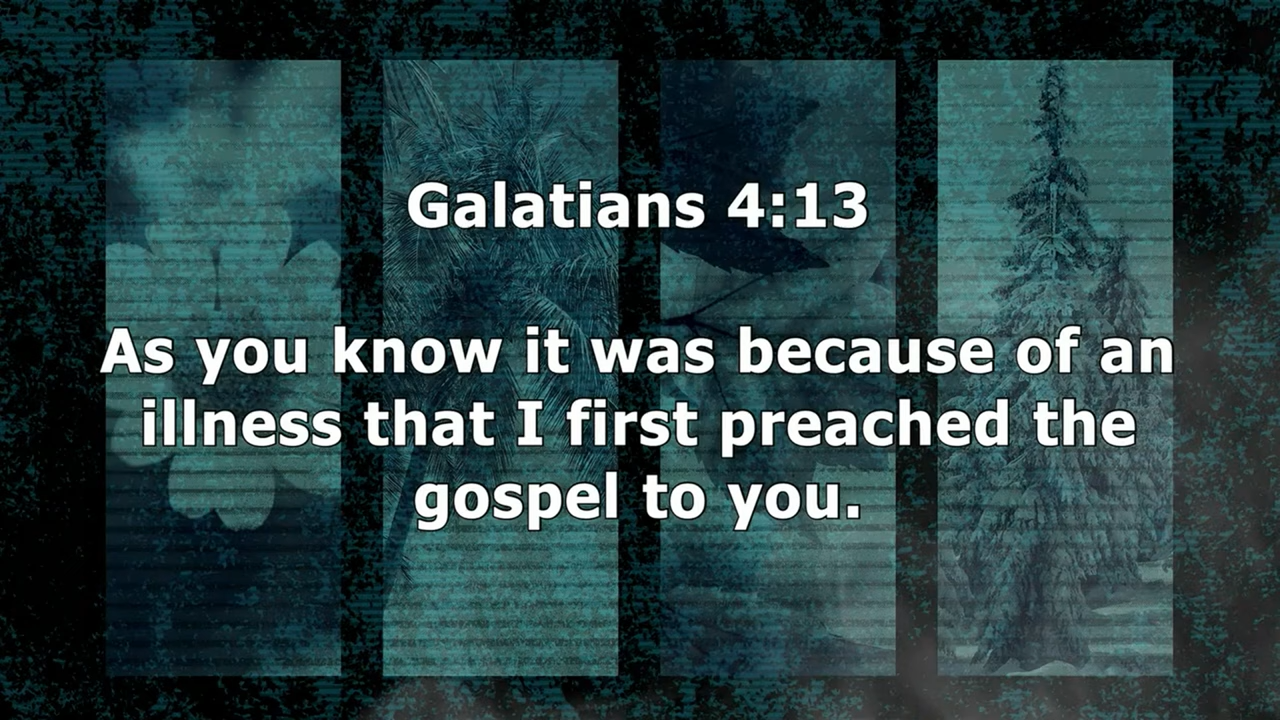 Galatians 4:13
As you know it was because of an
illness that I first preached the
gospel to you.